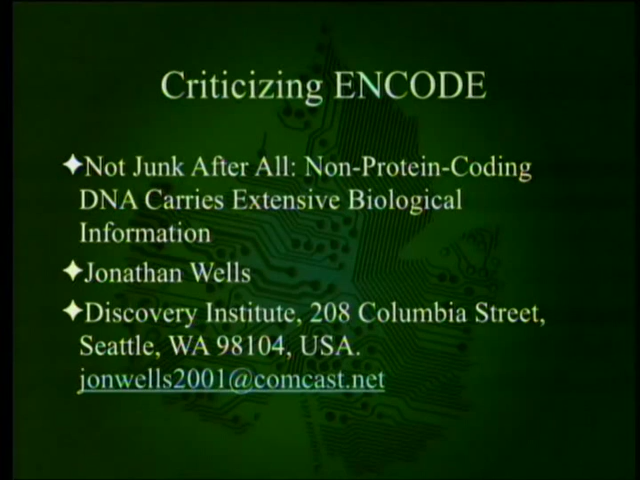 Criticizing ENCODE
✦Not Junk After All: Non-Protein-Coding
DNA Carries Extensive Biological
Information
✦Jonathan Wells
✦Discovery Institute, 208 Columbia Street,
Seattle, WA 98104, USA.
jonwells2001@comcast.net